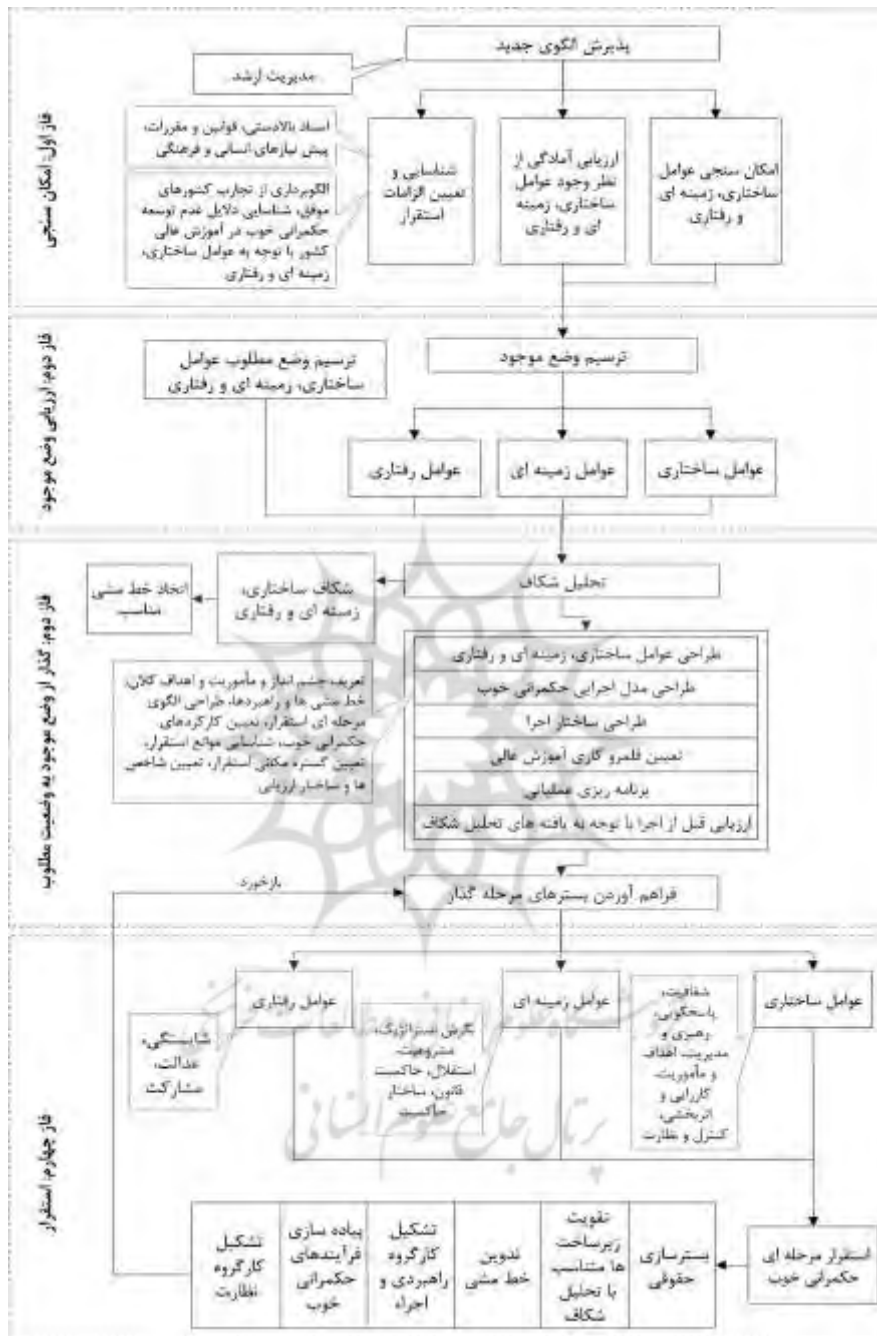 فاز اول: امکان سنجی
پذیرش الگوی جدید
مدیریت ارشد
امکان سنجی عوامل
ساختاری، زمینه ای
و رفتاری
ارزیابی آمادگی از
نظر وجود عوامل
ساختاری، زمینه
ای و رفتاری
شناسایی و
تعیین الزامات
استقرار
اسناد بالادستی، قوانین و مقررات،
پیش نیازهای انسانی و فرهنگی
الگوبرداری از تجارب کشورهای
موفق، شناسایی دلایل عدم توسعه
حکمرانی خوب در آموزش عالی
کشور با توجه به عوامل ساختاری،
زمینه ای و رفتاری
فاز دوم: ارزیابی وضع موجود
ترسیم وضع موجود
ترسیم وضع مطلوب عوامل
ساختاری، زمینه ای و رفتاری
عوامل ساختاری
عوامل زمینه ای
عوامل رفتاری
فاز دوم: گذار از وضع موجود به وضعیت مطلوب
تحلیل شکاف
شکاف ساختاری،
زمینه ای و رفتاری
اتخاذ خط مشی
مناسب
طراحی عوامل ساختاری، زمینه ای و رفتاری
طراحی مدل اجرایی حکمرانی خوب
طراحی ساختار اجرا
تعیین قلمرو کاری آموزش عالی
برنامه ریزی عملیاتی
ارزیابی قبل از اجرا با توجه به یافته های تحلیل شکاف
تعریف چشم انداز و مأموریت و اهداف کلان،
خط مشی ها و راهبردها، طراحی الگوی
مرحله ای استقرار، تعیین کارکردهای
حکمرانی خوب، شناسایی موانع استقرار،
تعیین گستره مکانی استقرار، تعیین شاخص
ها و ساختار ارزیابی
فراهم آوردن بسترهای مرحله گذار
بازخورد
فاز چهارم: استقرار
عوامل ساختاری
شفافیت،
پاسخگویی،
رهبری و
مدیریت، اهداف
و مأموریت،
کارایی و
اثربخشی،
کنترل و نظارت
عوامل زمینه ای
نگرش استراتژیک،
مشروعیت،
استقلال، حاکمیت
قانون، ساختار
حاکمیت
عوامل رفتاری
شایستگی،
عدالت،
مشارکت
پرتال جامع علوم انسانی
استقرار مرحله ای
حکمرانی خوب
بسترسازی
حقوقی
تقویت
زیرساخت
ها متناسب
با تحلیل
شکاف
تدوین
خط مشی
تشکیل
کارگروه
راهبردی و
اجراء
پیاده سازی
فرآیندهای
حکمرانی
خوب
تشکیل
کارگروه
نظارت